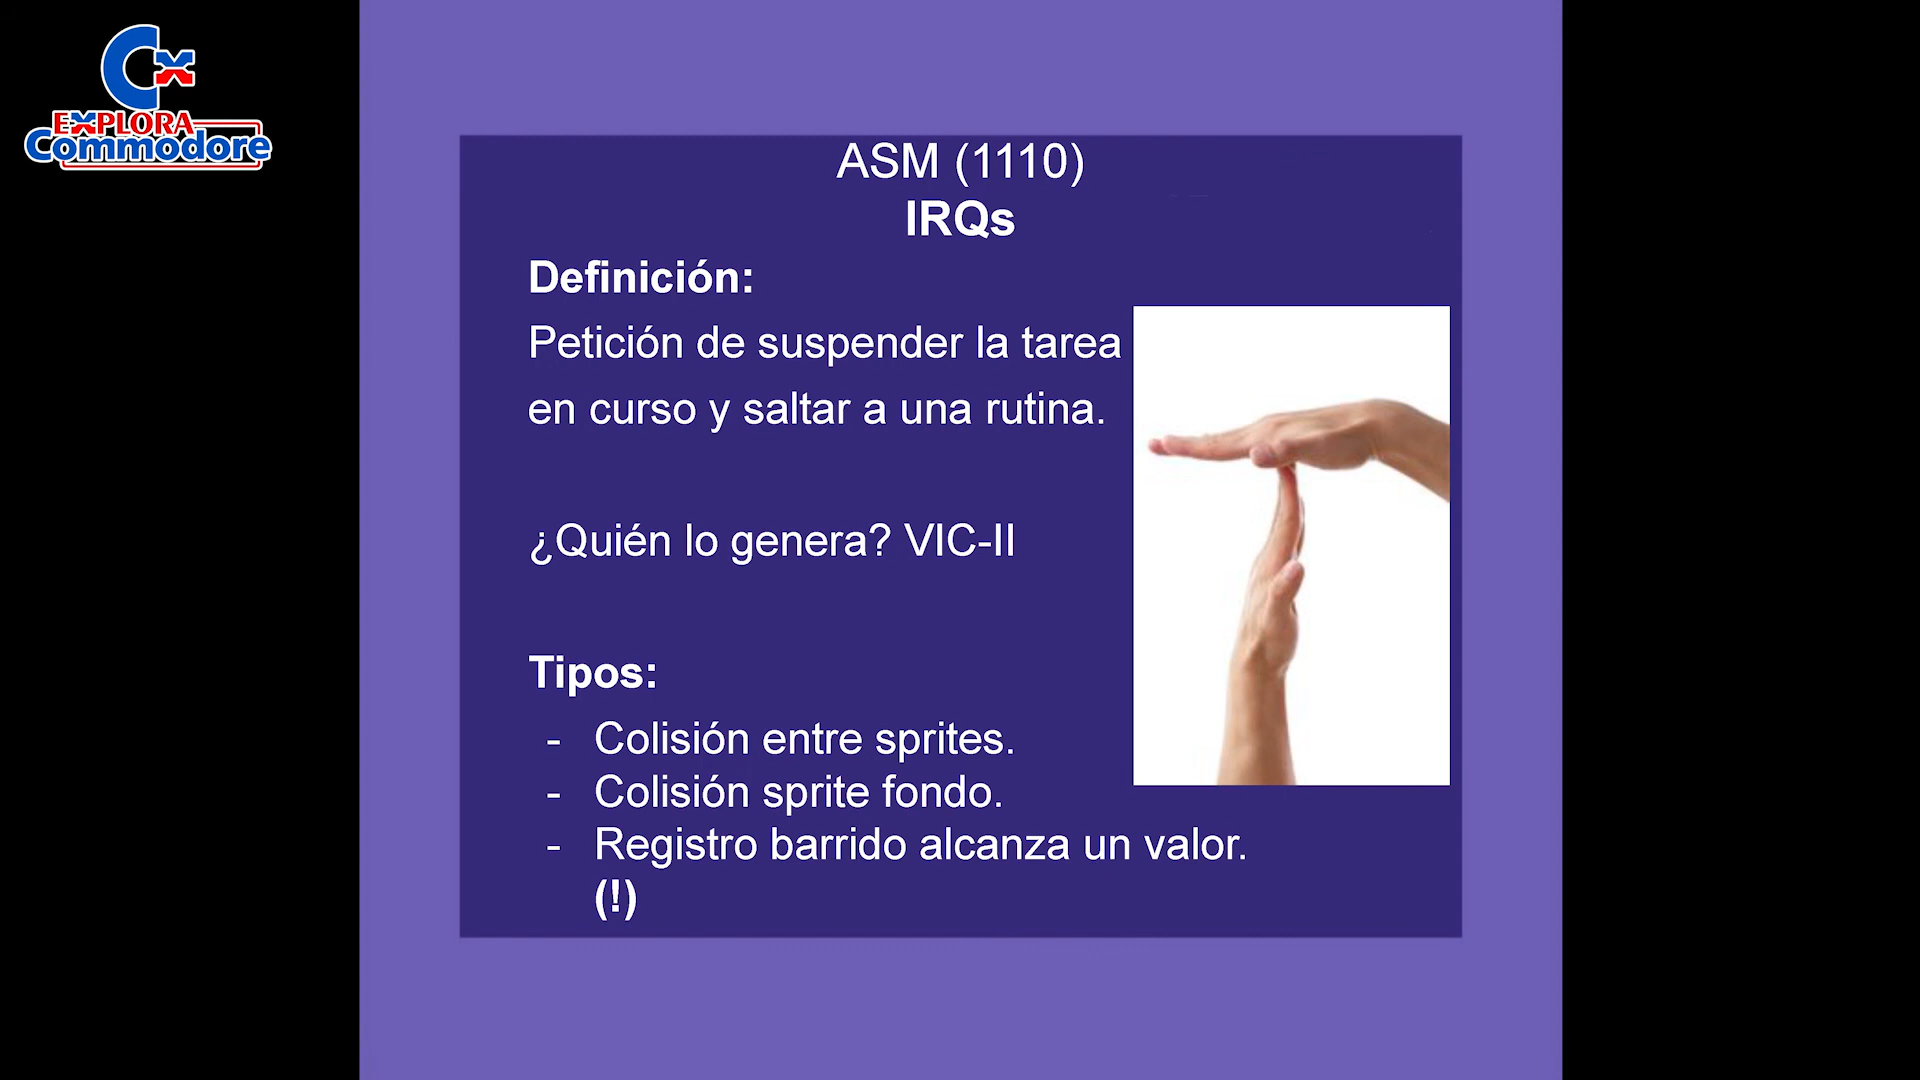 Cx
EXPLORA
Commodore
ASM (1110)
IRQs
Definición:
Petición de suspender la tarea
en curso y saltar a una rutina.
¿Quién lo genera? VIC-II
Tipos:
- Colisión entre sprites.
- Colisión sprite fondo.
- Registro barrido alcanza un valor.
(!)